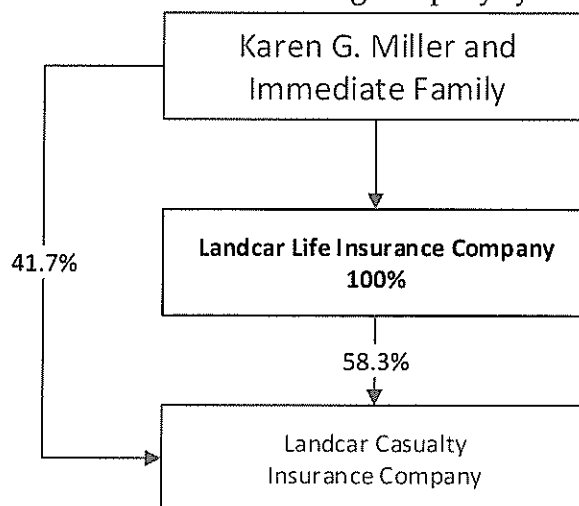 Karen G. Miller and
Immediate Family
Landcar Life Insurance Company
100%
41.7%
58.3%
Landcar Casualty
Insurance Company